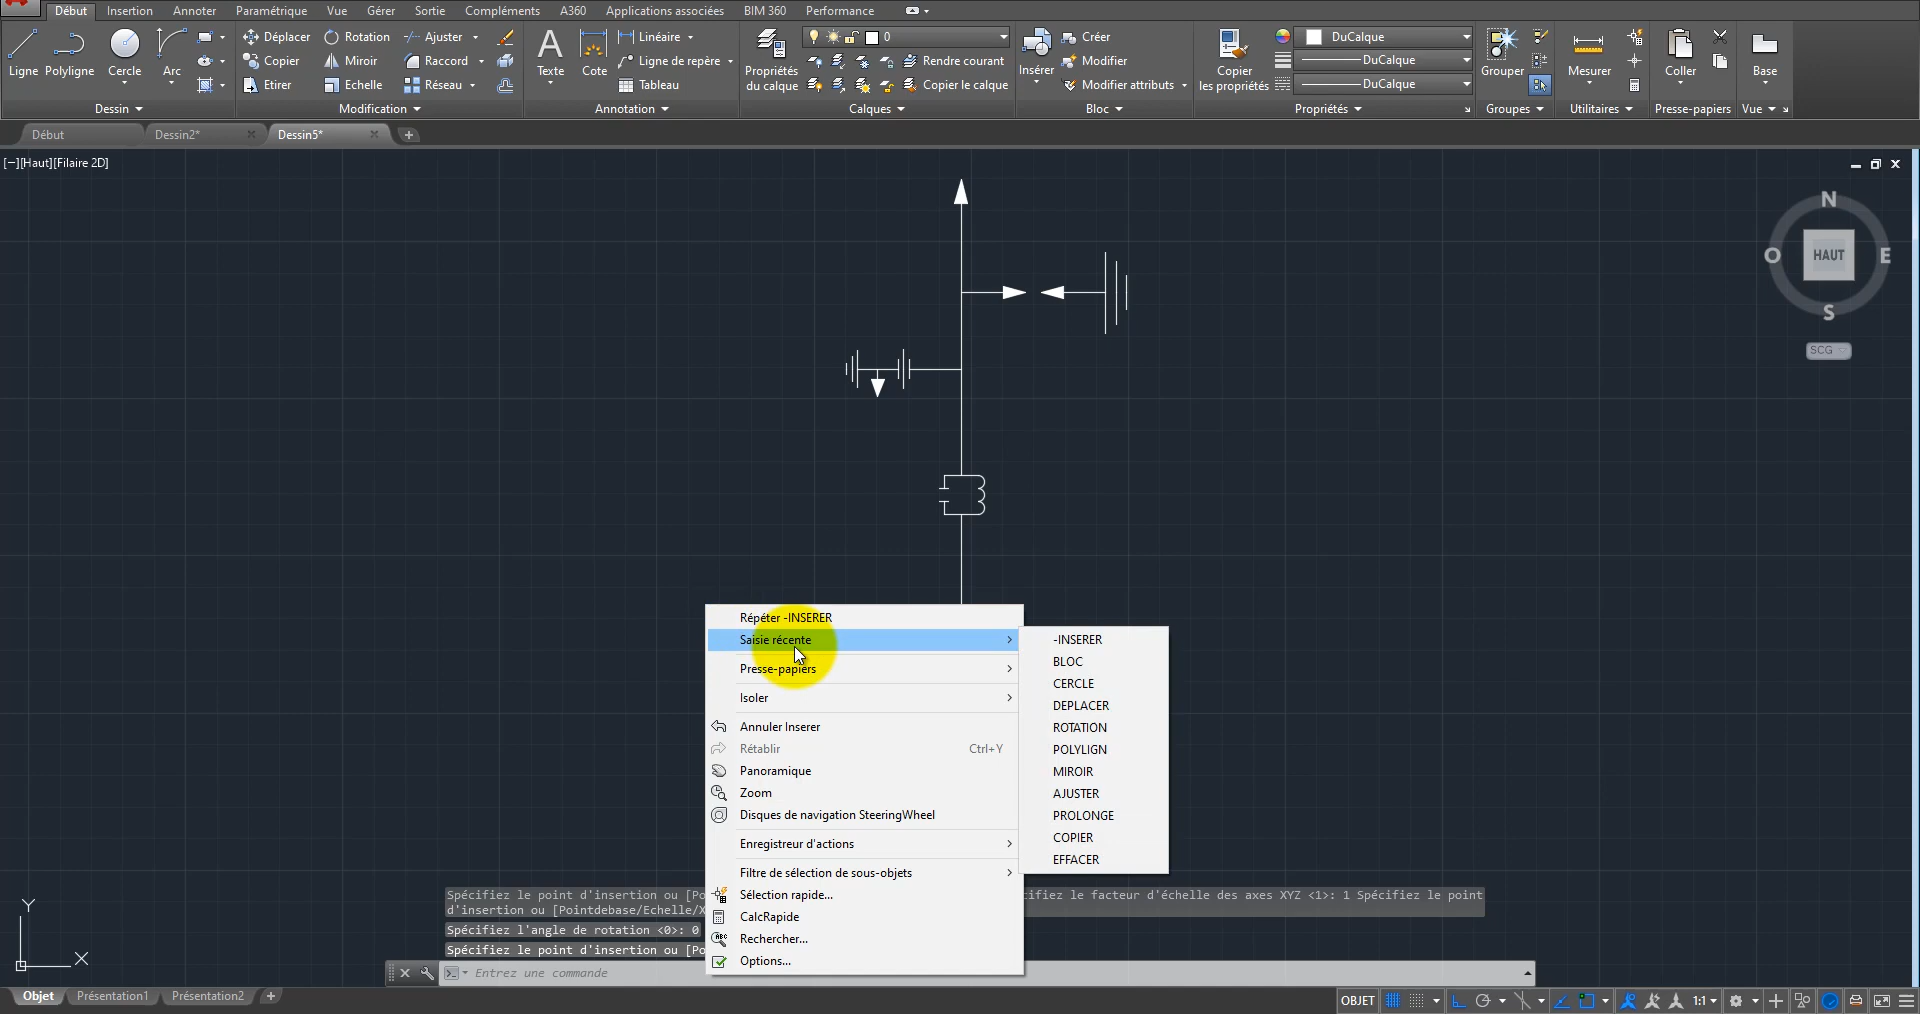 Début Insertion Annoter Paramétrique Vue Gérer Sortie Compléments A360 Applications associées BIM 360 Performance
Déplacer Rotation Ajuster 0 Créer DuCalque
Copier Miroir Raccord Linéaire Ligne de repère Rendre courant Modifier DuCalque
Ligne Polyligne Cercle Arc Etirer Echelle Réseau Texte Cote Tableau Propriétés du calque Copier le calque Insérer Modifier attributs Copier les propriétés DuCalque Grouper Mesurer Coller Base
Dessin Modification Annotation Calques Bloc Propriétés Groupes Utilitaires Presse-papiers Vue
Début Dessin2* Dessin5*
[−][Haut][Filaire 2D]
N
O HAUT E
S
SCG
Répéter -INSERER
Saisie récente
Presse-papiers
Isoler
Annuler Inserer
Rétablir Ctrl+Y
Panoramique
Zoom
Disques de navigation SteeringWheel
Enregistreur d'actions
Filtre de sélection de sous-objets
Sélection rapide...
CalcRapide
Rechercher...
Options...
-INSERER
BLOC
CERCLE
DEPLACER
ROTATION
POLYLIGN
MIROIR
AJUSTER
PROLONGE
COPIER
EFFACER
Spécifiez le point d'insertion ou [Po cifiez le facteur d'échelle des axes XYZ <1>: 1 Spécifiez le point
d'insertion ou [Pointdebase/Echelle/X
Spécifiez l'angle de rotation <0>: 0
Spécifiez le point d'insertion ou [Po
Entrez une commande
Y
X
Objet Présentation1 Présentation2
OBJET 1:1